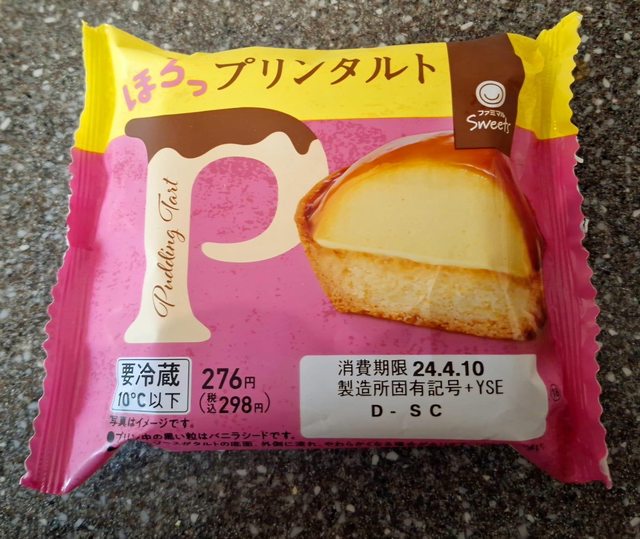 ほろっ プリンタルト
ファミマル
Sweets
P
Pudding Tart
要冷蔵
10℃以下
276円
(税込298円)
消費期限 24.4.10
製造所固有記号+YSE
D- SC
写真はイメージです。
●プリン中の黒い粒はバニラシードです。